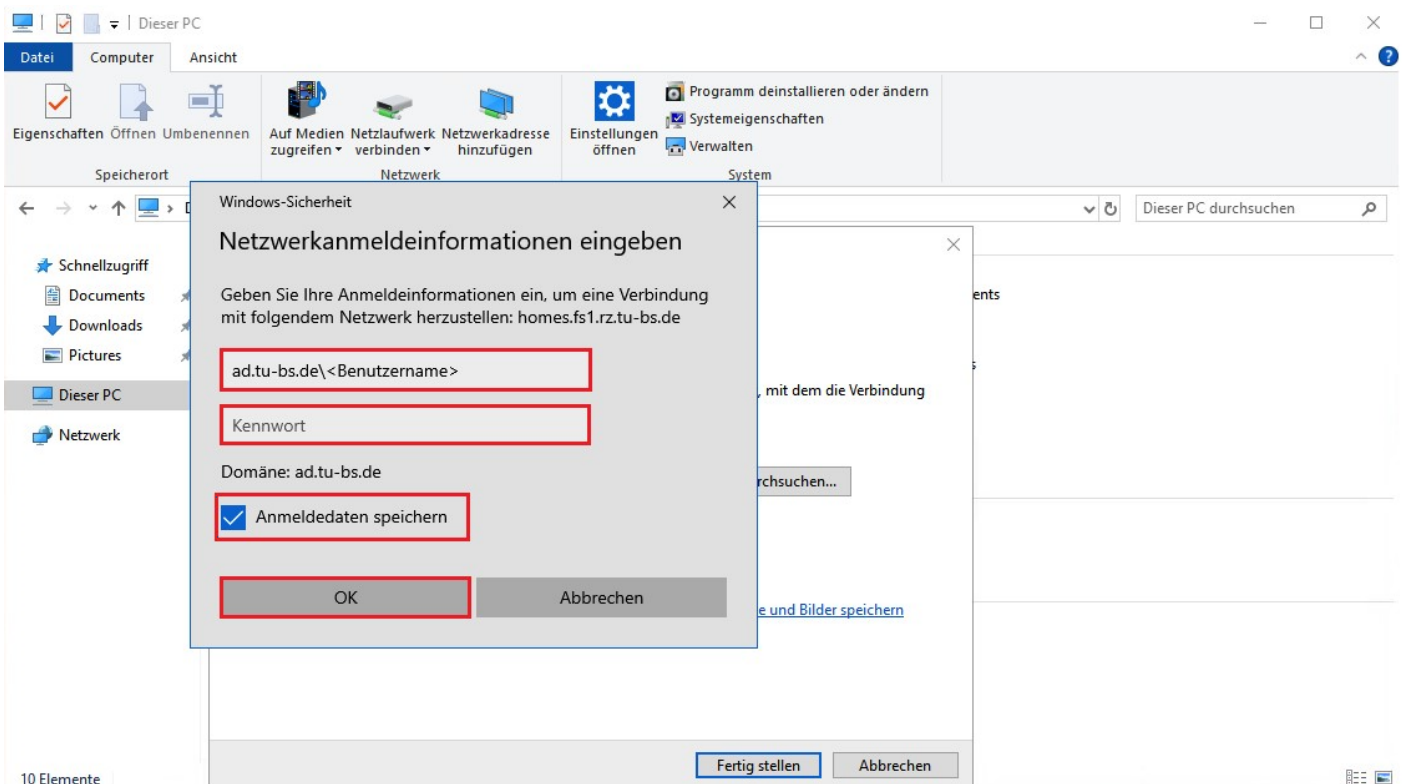 Dieser PC
Datei Computer Ansicht
Eigenschaften Öffnen Umbenennen
Speicherort
Auf Medien zugreifen
Netzlaufwerk verbinden
Netzwerkadresse hinzufügen
Netzwerk
Einstellungen öffnen
Programm deinstallieren oder ändern
Systemeigenschaften
Verwalten
System
Dieser PC durchsuchen
Schnellzugriff
Documents
Downloads
Pictures
Dieser PC
Netzwerk
Windows-Sicherheit
Netzwerkanmeldeinformationen eingeben
Geben Sie Ihre Anmeldeinformationen ein, um eine Verbindung
mit folgendem Netzwerk herzustellen: homes.fs1.rz.tu-bs.de
ad.tu-bs.de\<Benutzername>
Kennwort
Domäne: ad.tu-bs.de
Anmeldedaten speichern
OK Abbrechen
ents
, mit dem die Verbindung
rchsuchen...
e und Bilder speichern
Fertig stellen Abbrechen
10 Elemente